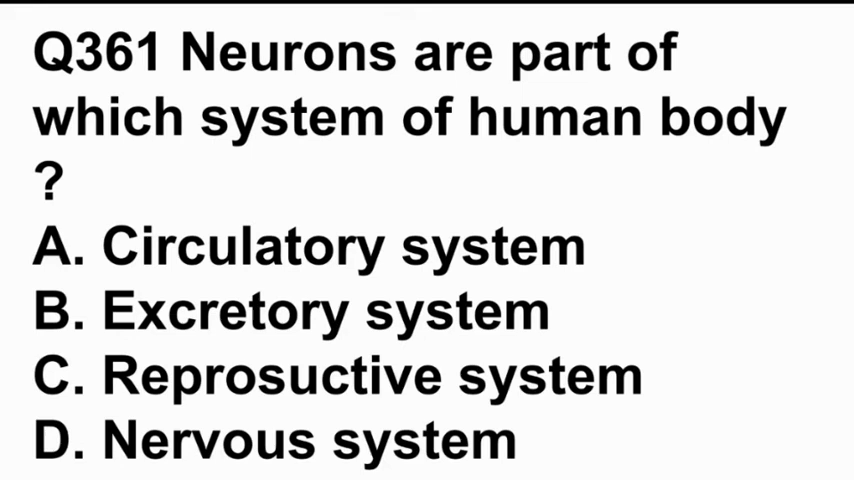 Q361 Neurons are part of
which system of human body
?
A. Circulatory system
B. Excretory system
C. Reprosuctive system
D. Nervous system